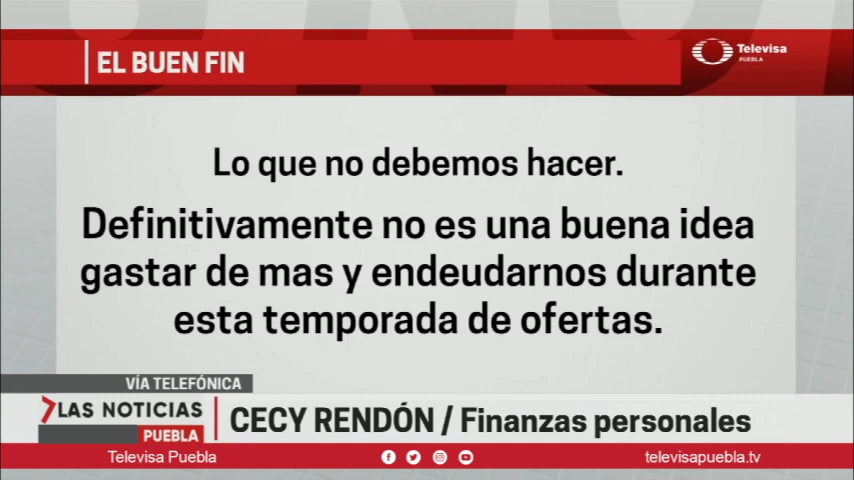 EL BUEN FIN
Televisa
PUEBLA
Lo que no debemos hacer.
Definitivamente no es una buena idea
gastar de mas y endeudarnos durante
esta temporada de ofertas.
VÍA TELEFÓNICA
LAS NOTICIAS
PUEBLA
CECY RENDÓN / Finanzas personales
Televisa Puebla
televisapuebla.tv